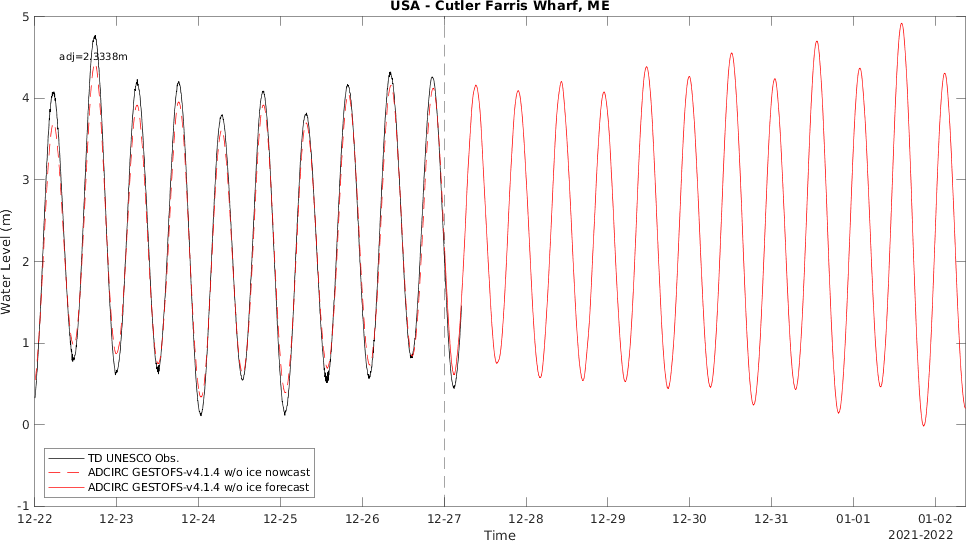 USA - Cutler Farris Wharf, ME
adj=2.3338m
5
4
3
2
1
0
-1
Water Level (m)
TD UNESCO Obs.
ADCIRC GESTOFS-v4.1.4 w/o ice nowcast
ADCIRC GESTOFS-v4.1.4 w/o ice forecast
12-22 12-23 12-24 12-25 12-26 12-27 12-28 12-29 12-30 12-31 01-01 01-02
Time
2021-2022